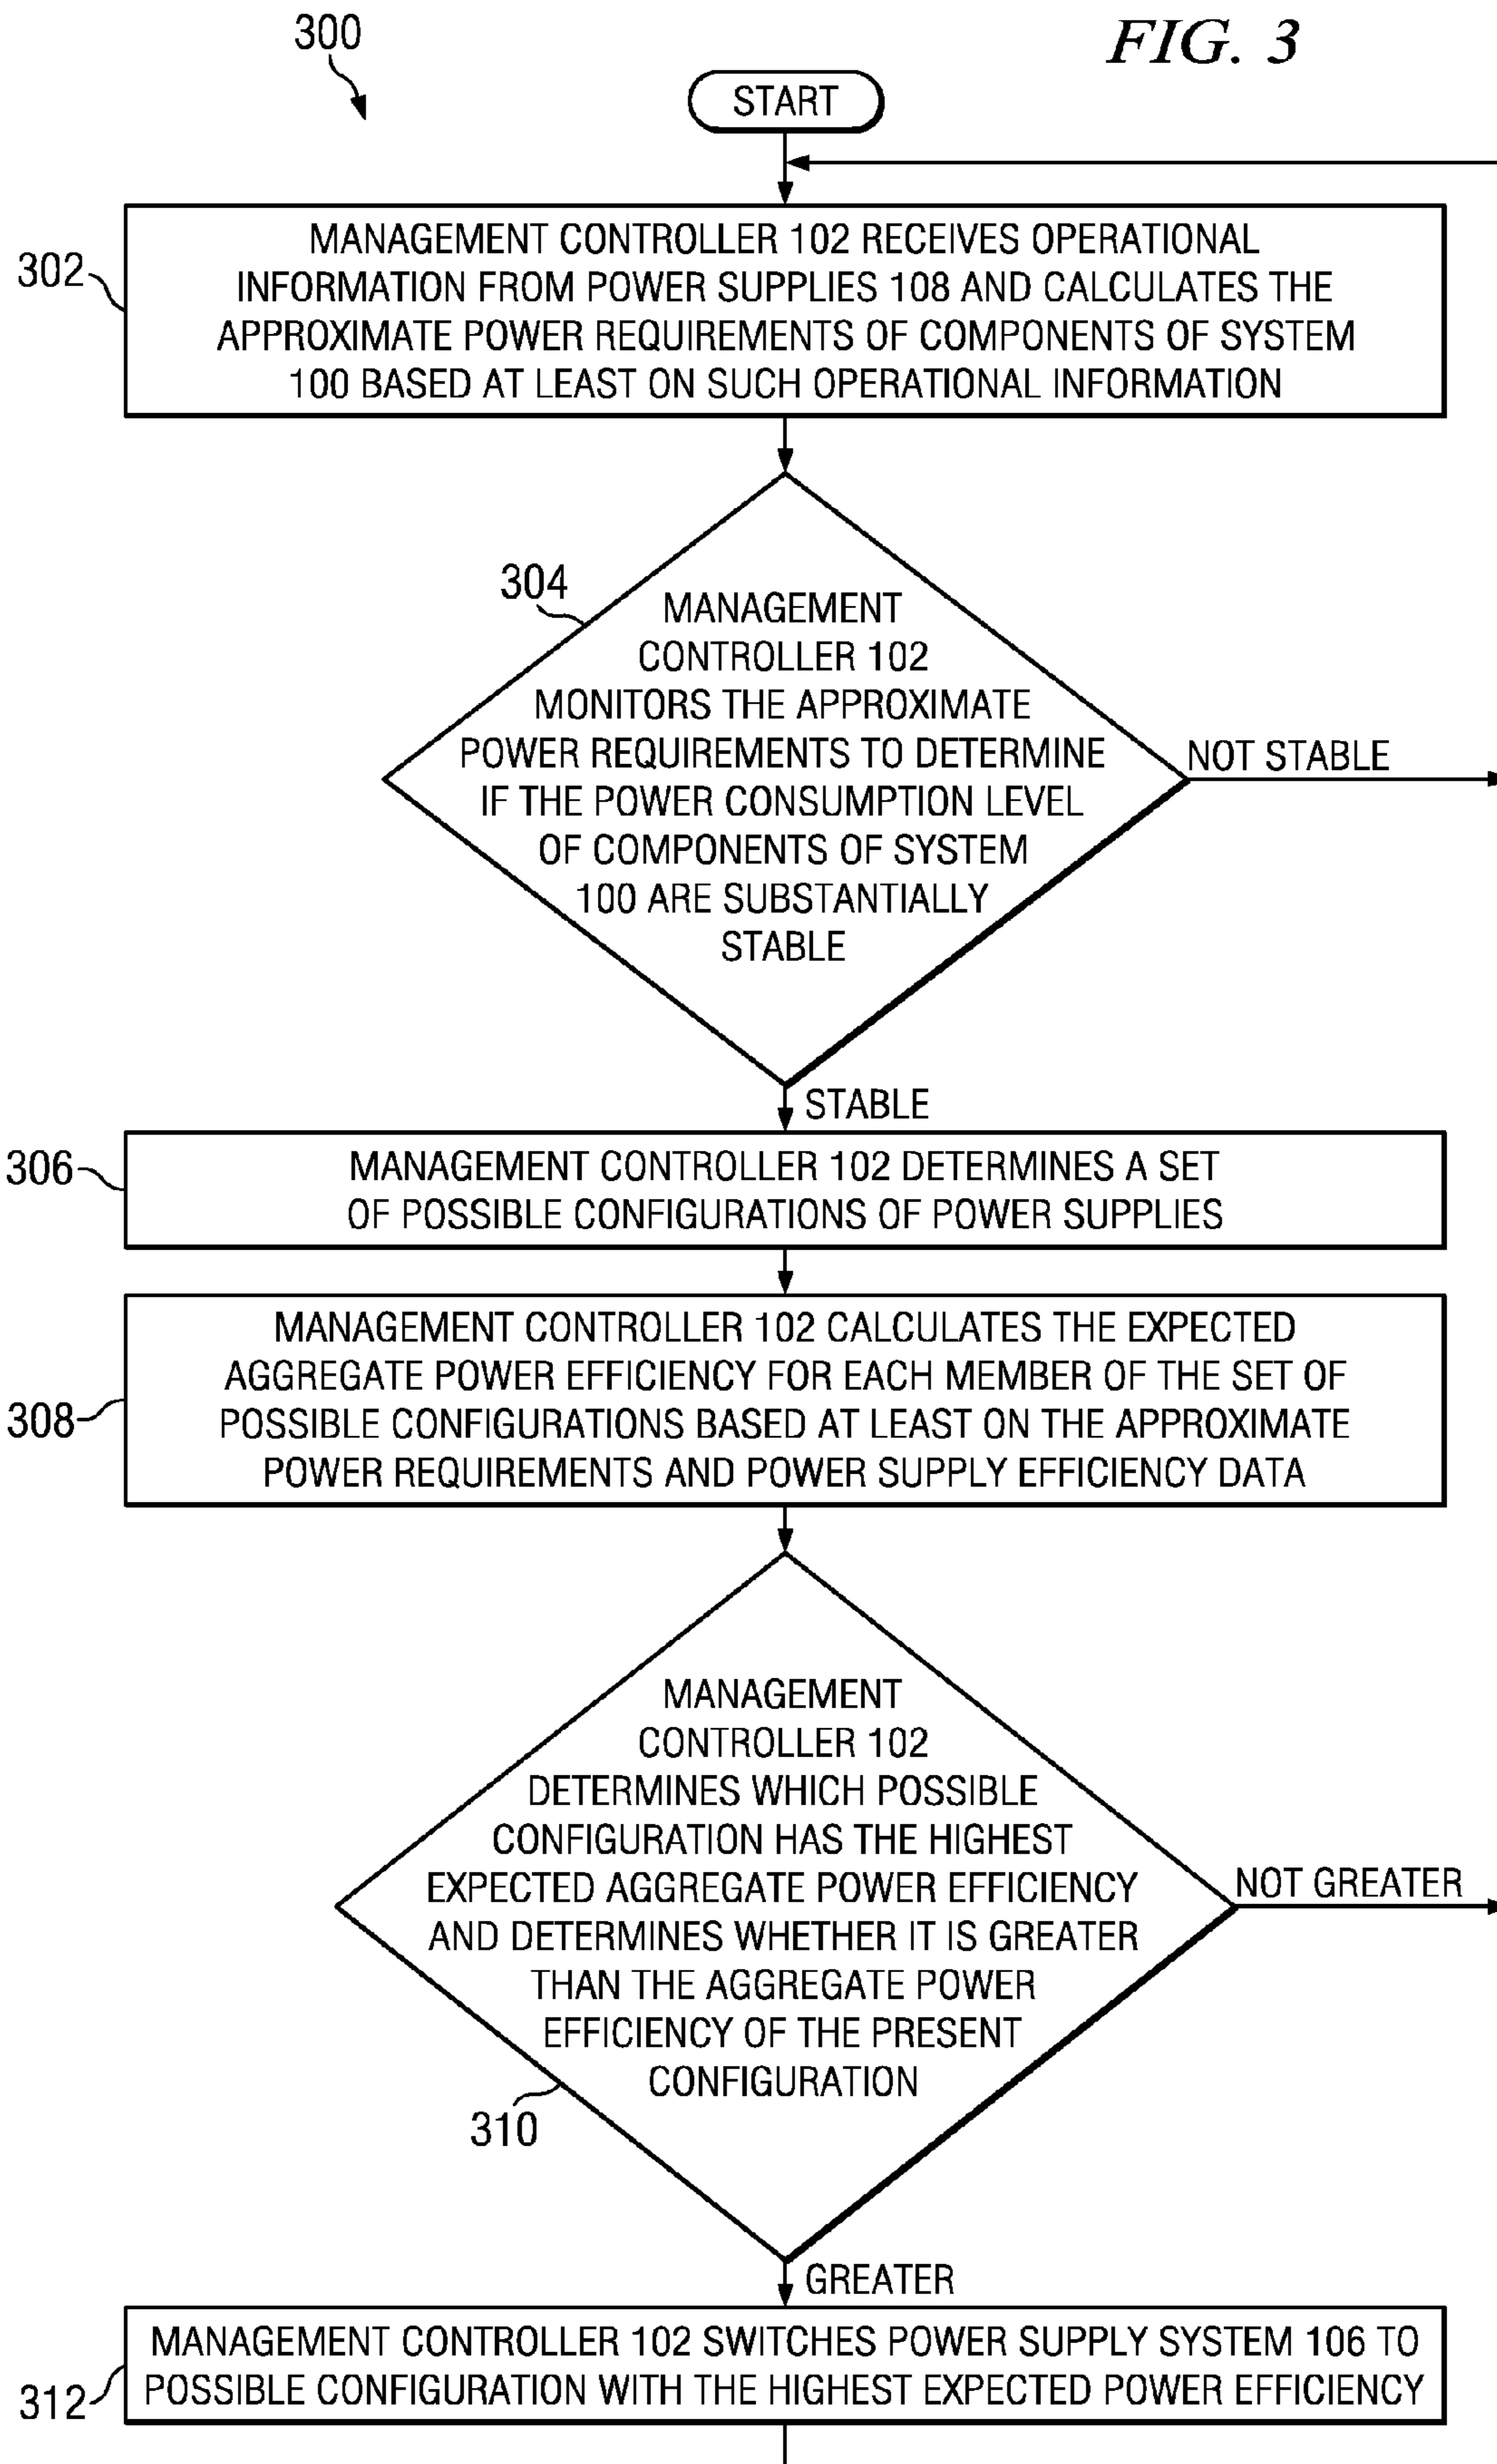 300
FIG. 3
START
302
MANAGEMENT CONTROLLER 102 RECEIVES OPERATIONAL
INFORMATION FROM POWER SUPPLIES 108 AND CALCULATES THE
APPROXIMATE POWER REQUIREMENTS OF COMPONENTS OF SYSTEM
100 BASED AT LEAST ON SUCH OPERATIONAL INFORMATION
304
MANAGEMENT
CONTROLLER 102
MONITORS THE APPROXIMATE
POWER REQUIREMENTS TO DETERMINE
IF THE POWER CONSUMPTION LEVEL
OF COMPONENTS OF SYSTEM
100 ARE SUBSTANTIALLY
STABLE
NOT STABLE
STABLE
306
MANAGEMENT CONTROLLER 102 DETERMINES A SET
OF POSSIBLE CONFIGURATIONS OF POWER SUPPLIES
308
MANAGEMENT CONTROLLER 102 CALCULATES THE EXPECTED
AGGREGATE POWER EFFICIENCY FOR EACH MEMBER OF THE SET OF
POSSIBLE CONFIGURATIONS BASED AT LEAST ON THE APPROXIMATE
POWER REQUIREMENTS AND POWER SUPPLY EFFICIENCY DATA
MANAGEMENT
CONTROLLER 102
DETERMINES WHICH POSSIBLE
CONFIGURATION HAS THE HIGHEST
EXPECTED AGGREGATE POWER EFFICIENCY
AND DETERMINES WHETHER IT IS GREATER
THAN THE AGGREGATE POWER
EFFICIENCY OF THE PRESENT
CONFIGURATION
NOT GREATER
310
GREATER
312
MANAGEMENT CONTROLLER 102 SWITCHES POWER SUPPLY SYSTEM 106 TO
POSSIBLE CONFIGURATION WITH THE HIGHEST EXPECTED POWER EFFICIENCY